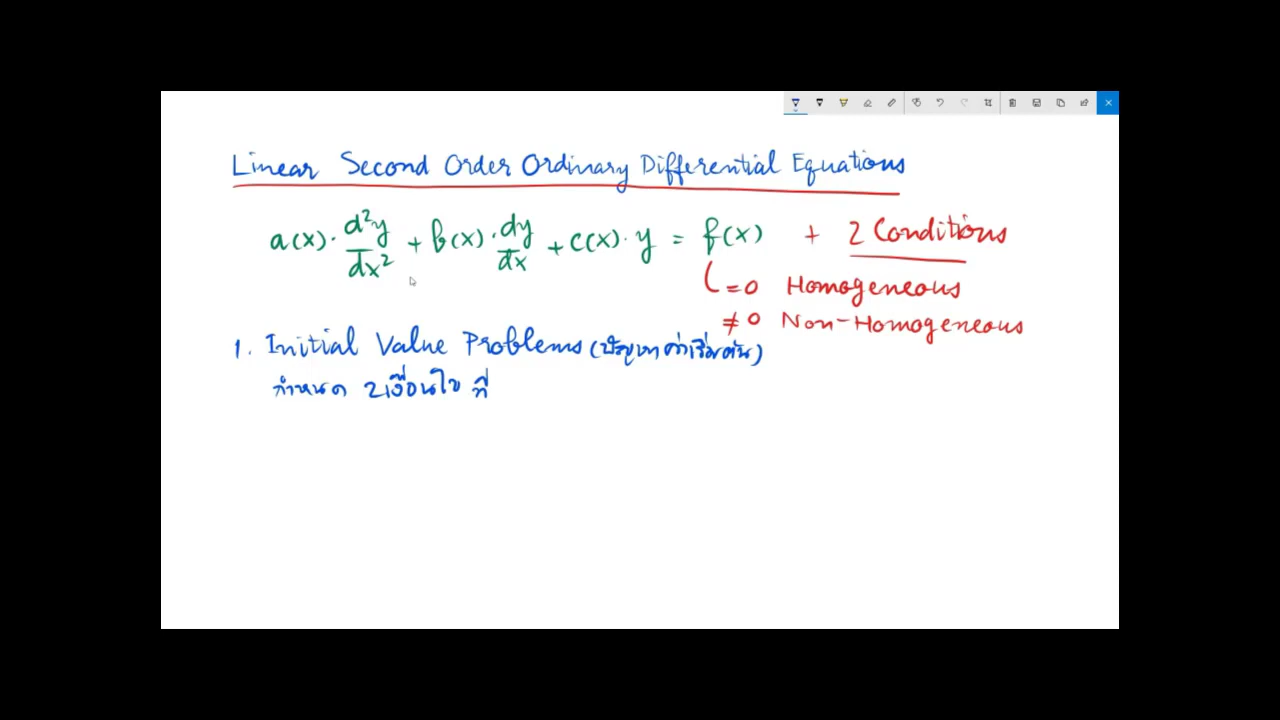 Linear Second Order Ordinary Differential Equations
a(x)·d²y/dx² + b(x)·dy/dx + c(x)·y = f(x) + 2 Conditions
=0 Homogeneous
≠0 Non-Homogeneous
1. Initial Value Problems (ปัญหาค่าเริ่มต้น)
กำหนด 2 เงื่อนไข ที่